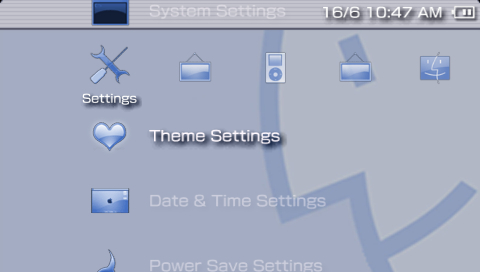 System Settings
16/6 10:47 AM
Settings
Theme Settings
Date & Time Settings
Power Save Settings